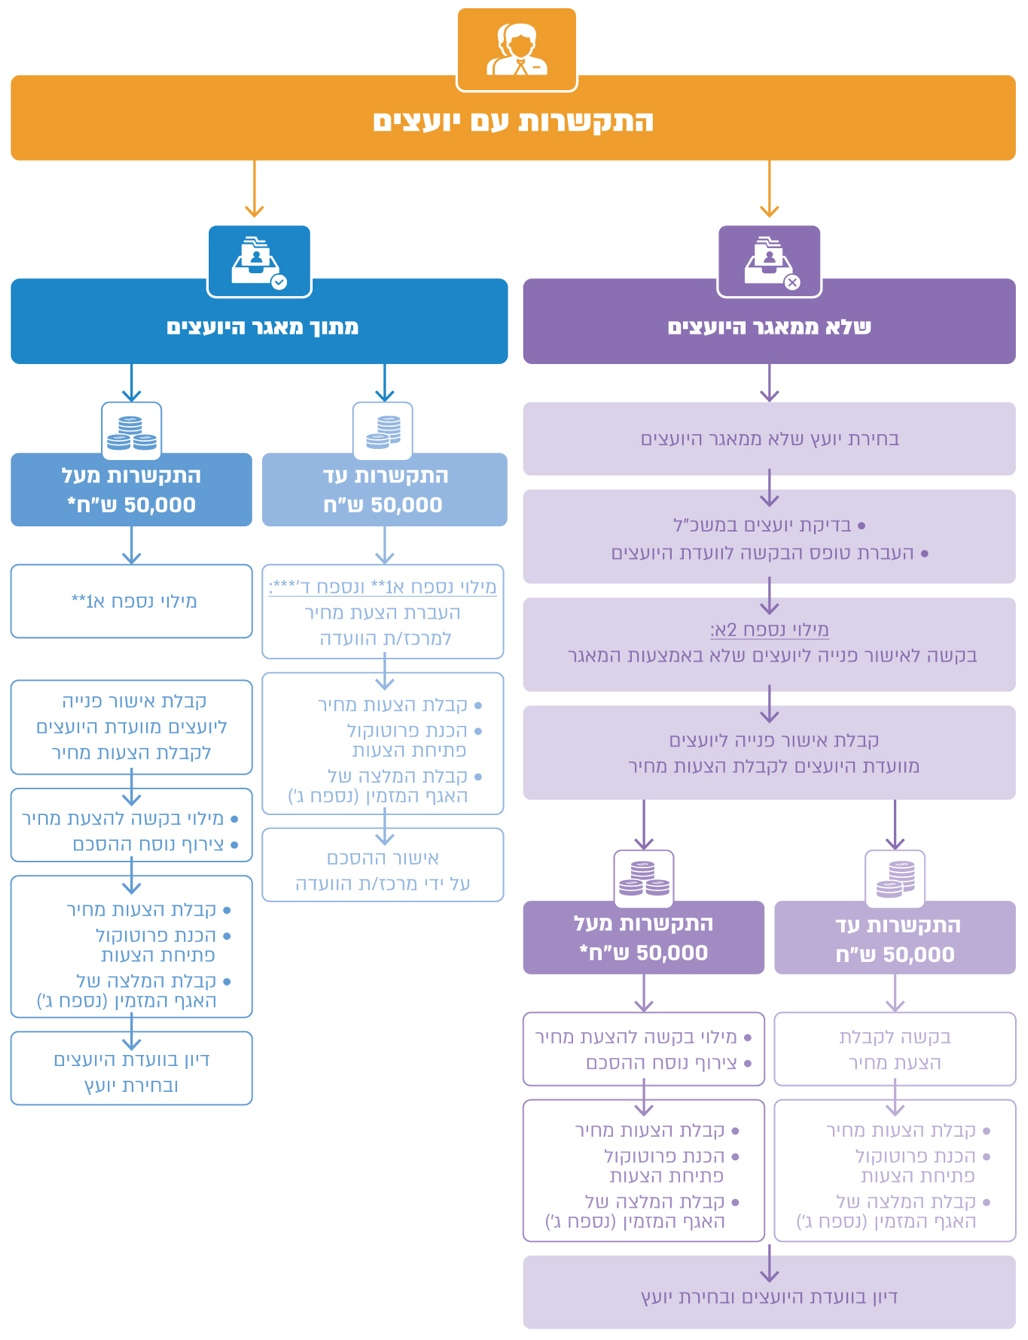 התקשרות עם יועצים
שלא ממאגר היועצים
בחירת יועץ שלא ממאגר היועצים
• בדיקת יועצים במשכ"ל
• העברת טופס הבקשה לוועדת היועצים
מילוי נספח 2א:
בקשה לאישור פנייה ליועצים שלא באמצעות המאגר
קבלת אישור פנייה ליועצים
מוועדת היועצים לקבלת הצעות מחיר
התקשרות עד
50,000 ש"ח
בקשה לקבלת
הצעת מחיר
• קבלת הצעות מחיר
• הכנת פרוטוקול
פתיחת הצעות
• קבלת המלצה של
האגף המזמין (נספח ג')
התקשרות מעל
50,000 ש"ח*
• מילוי בקשה להצעת מחיר
• צירוף נוסח ההסכם
• קבלת הצעות מחיר
• הכנת פרוטוקול
פתיחת הצעות
• קבלת המלצה של
האגף המזמין (נספח ג')
דיון בוועדת היועצים ובחירת יועץ
מתוך מאגר היועצים
התקשרות עד
50,000 ש"ח
מילוי נספח א1** ונספח ד'***:
העברת הצעת מחיר
למרכז/ת הוועדה
• קבלת הצעות מחיר
• הכנת פרוטוקול
פתיחת הצעות
• קבלת המלצה של
האגף המזמין (נספח ג')
אישור ההסכם
על ידי מרכז/ת הוועדה
התקשרות מעל
50,000 ש"ח*
מילוי נספח א1**
קבלת אישור פנייה
ליועצים מוועדת היועצים
לקבלת הצעות מחיר
• מילוי בקשה להצעת מחיר
• צירוף נוסח ההסכם
• קבלת הצעות מחיר
• הכנת פרוטוקול
פתיחת הצעות
• קבלת המלצה של
האגף המזמין (נספח ג')
דיון בוועדת היועצים
ובחירת יועץ